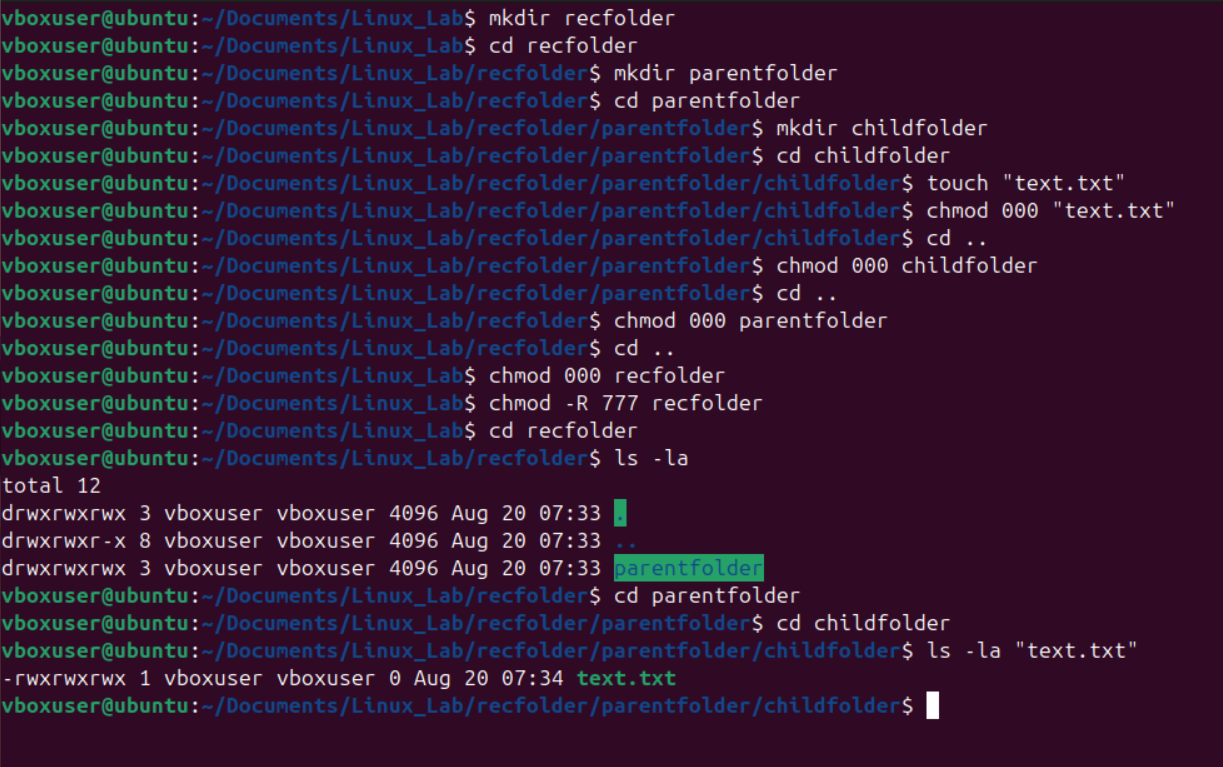 vboxuser@ubuntu:~/Documents/Linux_Lab$ mkdir recfolder
vboxuser@ubuntu:~/Documents/Linux_Lab$ cd recfolder
vboxuser@ubuntu:~/Documents/Linux_Lab/recfolder$ mkdir parentfolder
vboxuser@ubuntu:~/Documents/Linux_Lab/recfolder$ cd parentfolder
vboxuser@ubuntu:~/Documents/Linux_Lab/recfolder/parentfolder$ mkdir childfolder
vboxuser@ubuntu:~/Documents/Linux_Lab/recfolder/parentfolder$ cd childfolder
vboxuser@ubuntu:~/Documents/Linux_Lab/recfolder/parentfolder/childfolder$ touch "text.txt"
vboxuser@ubuntu:~/Documents/Linux_Lab/recfolder/parentfolder/childfolder$ chmod 000 "text.txt"
vboxuser@ubuntu:~/Documents/Linux_Lab/recfolder/parentfolder/childfolder$ cd ..
vboxuser@ubuntu:~/Documents/Linux_Lab/recfolder/parentfolder$ chmod 000 childfolder
vboxuser@ubuntu:~/Documents/Linux_Lab/recfolder/parentfolder$ cd ..
vboxuser@ubuntu:~/Documents/Linux_Lab/recfolder$ chmod 000 parentfolder
vboxuser@ubuntu:~/Documents/Linux_Lab/recfolder$ cd ..
vboxuser@ubuntu:~/Documents/Linux_Lab$ chmod 000 recfolder
vboxuser@ubuntu:~/Documents/Linux_Lab$ chmod -R 777 recfolder
vboxuser@ubuntu:~/Documents/Linux_Lab$ cd recfolder
vboxuser@ubuntu:~/Documents/Linux_Lab/recfolder$ ls -la
total 12
drwxrwxrwx 3 vboxuser vboxuser 4096 Aug 20 07:33 .
drwxrwxr-x 8 vboxuser vboxuser 4096 Aug 20 07:33 ..
drwxrwxrwx 3 vboxuser vboxuser 4096 Aug 20 07:33 parentfolder
vboxuser@ubuntu:~/Documents/Linux_Lab/recfolder$ cd parentfolder
vboxuser@ubuntu:~/Documents/Linux_Lab/recfolder/parentfolder$ cd childfolder
vboxuser@ubuntu:~/Documents/Linux_Lab/recfolder/parentfolder/childfolder$ ls -la "text.txt"
-rwxrwxrwx 1 vboxuser vboxuser 0 Aug 20 07:34 text.txt
vboxuser@ubuntu:~/Documents/Linux_Lab/recfolder/parentfolder/childfolder$